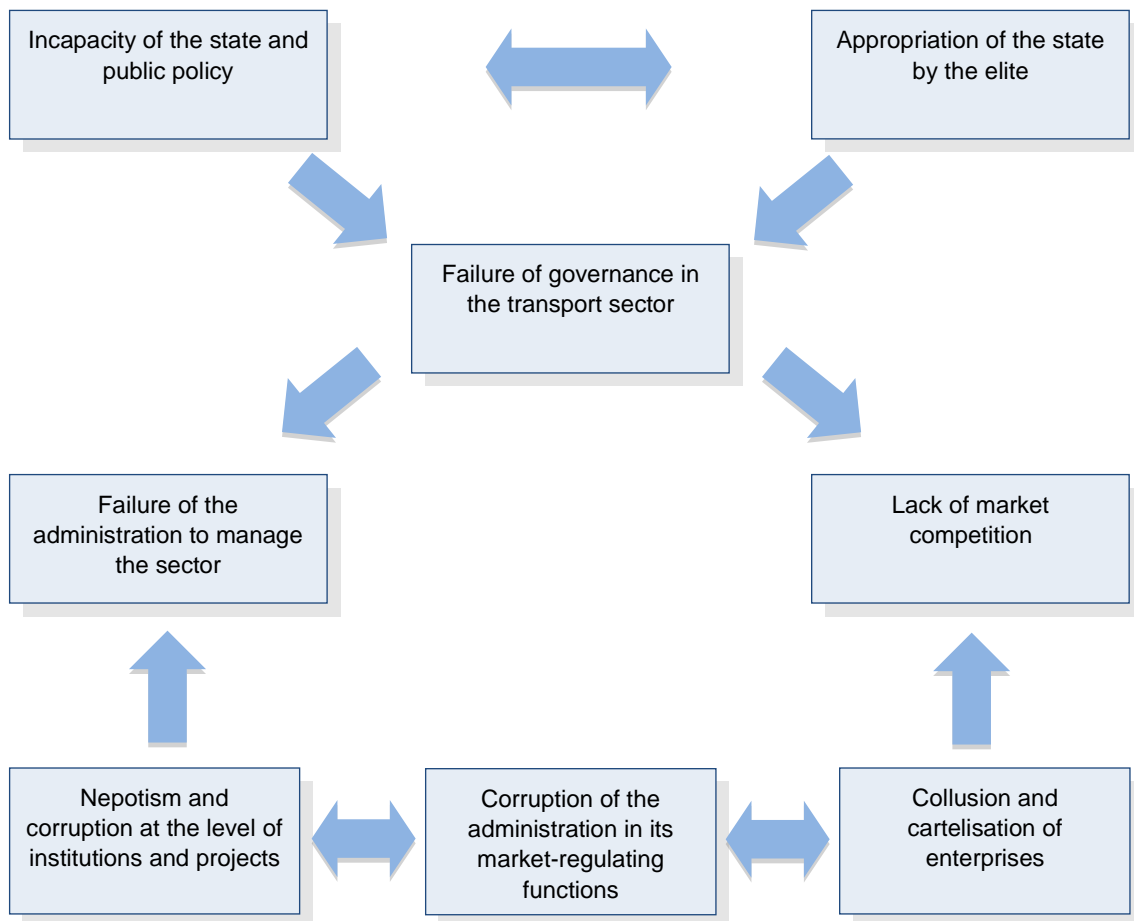 Incapacity of the state and
public policy
Appropriation of the state
by the elite
Failure of governance in
the transport sector
Failure of the
administration to manage
the sector
Lack of market
competition
Nepotism and
corruption at the level of
institutions and projects
Corruption of the
administration in its
market-regulating
functions
Collusion and
cartelisation of
enterprises